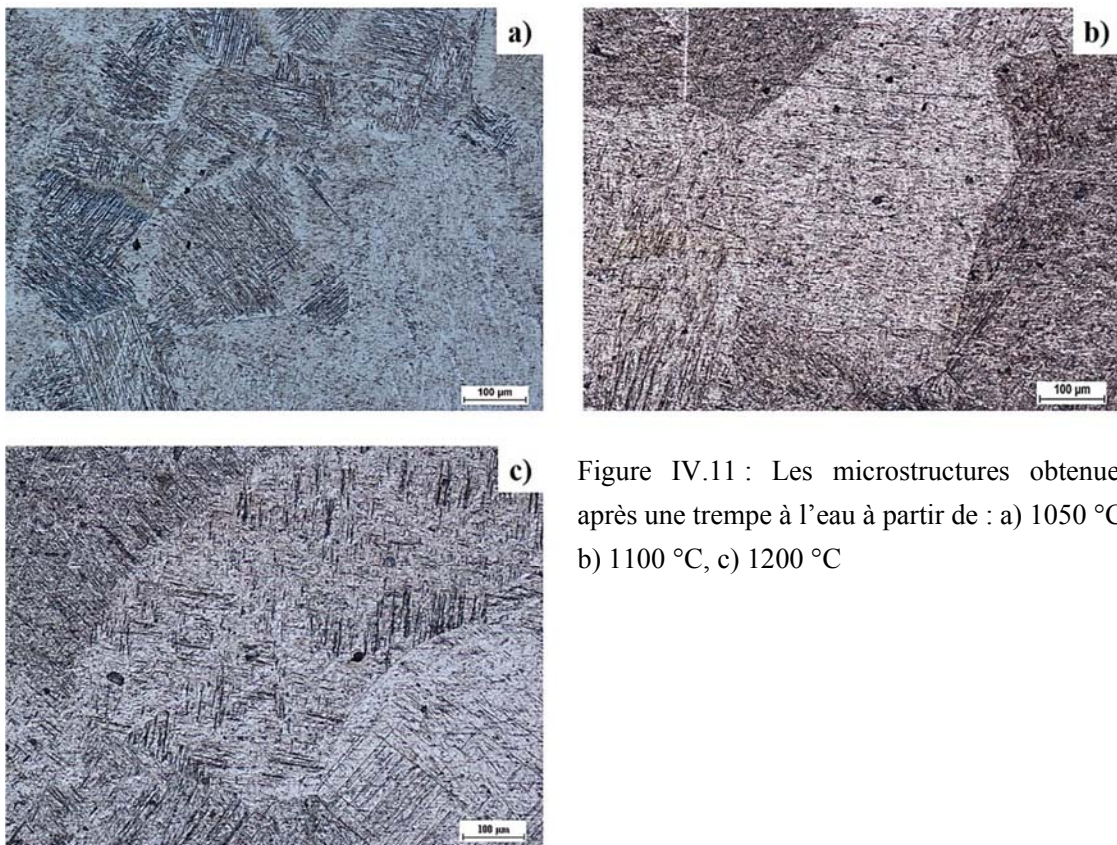 a)
100 µm
b)
100 µm
c)
100 µm
Figure IV.11 : Les microstructures obtenue
après une trempe à l'eau à partir de : a) 1050 °C
b) 1100 °C, c) 1200 °C